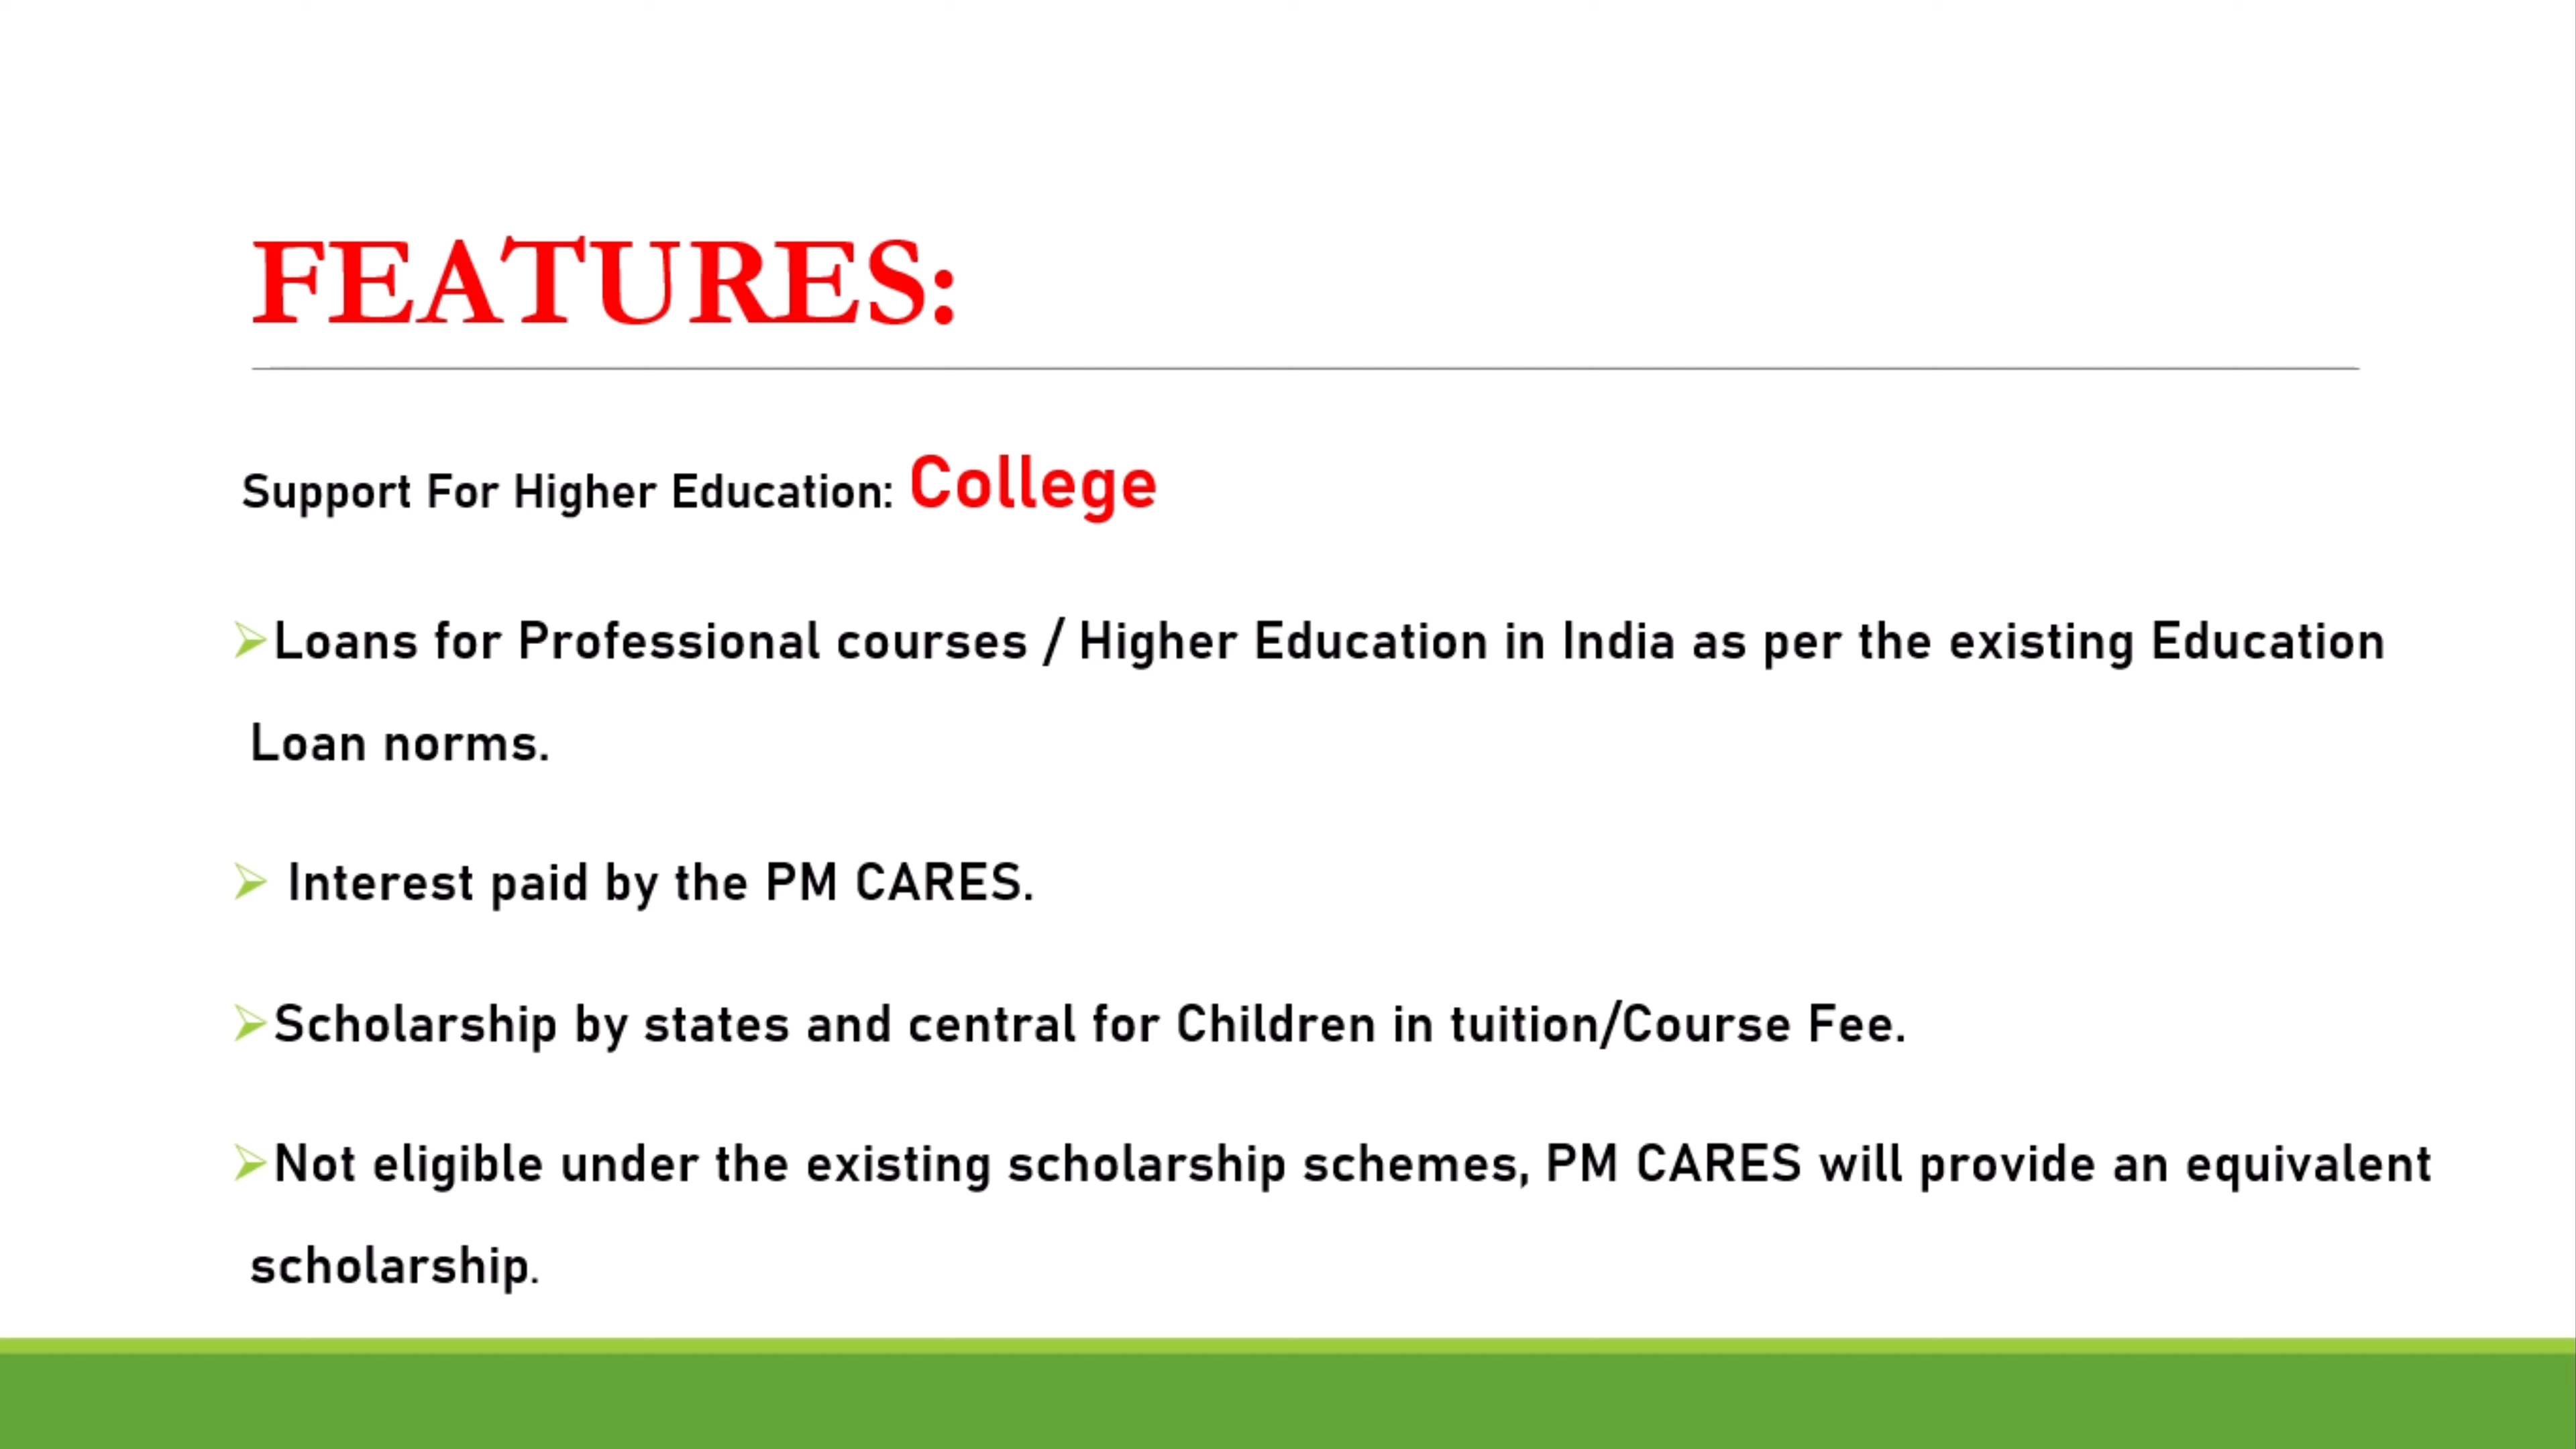 FEATURES:
Support For Higher Education: College
➢Loans for Professional courses / Higher Education in India as per the existing Education
Loan norms.
➢ Interest paid by the PM CARES.
➢Scholarship by states and central for Children in tuition/Course Fee.
➢Not eligible under the existing scholarship schemes, PM CARES will provide an equivalent
scholarship.